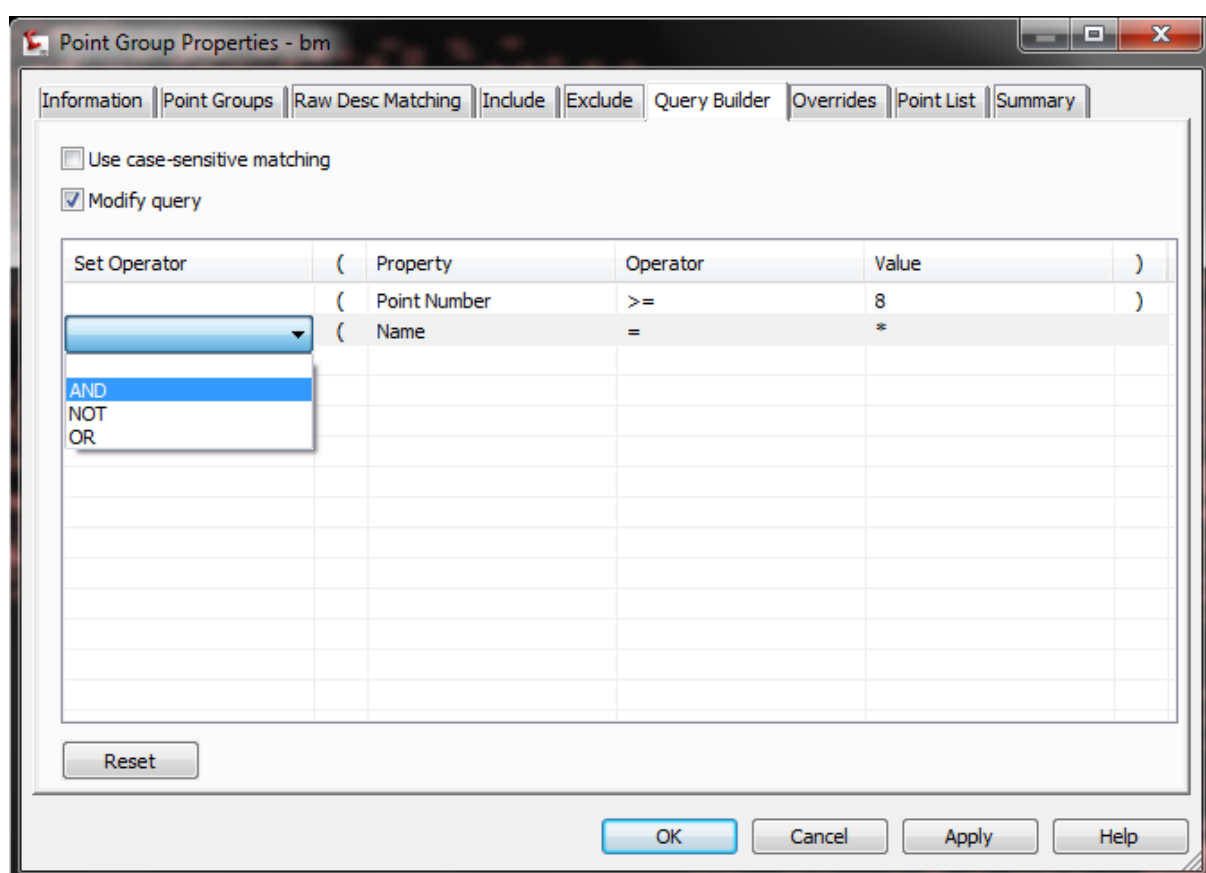 Point Group Properties - bm
Information Point Groups Raw Desc Matching Include Exclude Query Builder Overrides Point List Summary
Use case-sensitive matching
Modify query
Set Operator ( Property Operator Value )
( Point Number >= 8 )
( Name = *
AND
NOT
OR
Reset
OK Cancel Apply Help